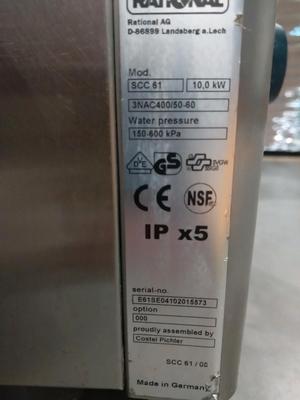 RATIONAL
Rational AG
D-86899 Landsberg a.Lech
Mod.
SCC 61 10,0 kW
3NAC400/50-60
Water pressure
150-600 kPa
VDE GS DVGW
CE NSF
IP x5
serial-no.
E61SE04102015573
option
000
proudly assembled by
Costel Pichler
SCC 61 / 00
Made in Germany